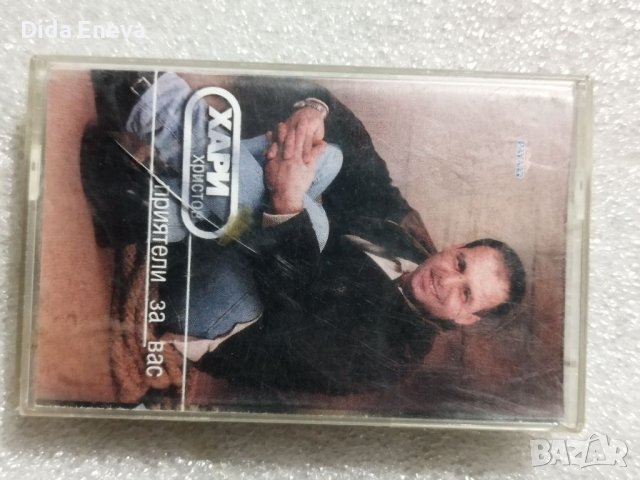 Dida Eneva
ХАРИ
христов
Приятели за вас
BAZAR